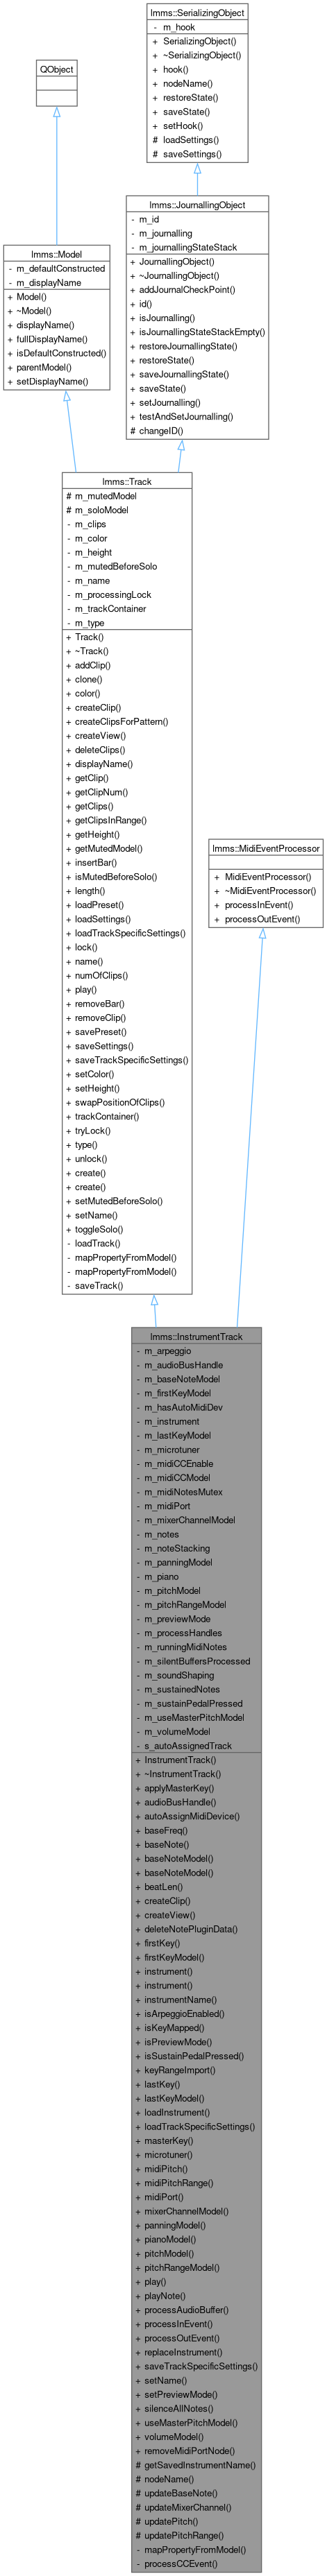 lmms::SerializingObject
- m_hook
+ SerializingObject()
+ ~SerializingObject()
+ hook()
+ nodeName()
+ restoreState()
+ saveState()
+ setHook()
# loadSettings()
# saveSettings()
QObject
lmms::JournallingObject
- m_id
- m_journalling
- m_journallingStateStack
+ JournallingObject()
+ ~JournallingObject()
+ addJournalCheckPoint()
+ id()
+ isJournalling()
+ isJournallingStateStackEmpty()
+ restoreJournallingState()
+ restoreState()
+ saveJournallingState()
+ saveState()
+ setJournalling()
+ testAndSetJournalling()
# changeID()
lmms::Model
- m_defaultConstructed
- m_displayName
+ Model()
+ ~Model()
+ displayName()
+ fullDisplayName()
+ isDefaultConstructed()
+ parentModel()
+ setDisplayName()
lmms::Track
# m_mutedModel
# m_soloModel
- m_clips
- m_color
- m_height
- m_mutedBeforeSolo
- m_name
- m_processingLock
- m_trackContainer
- m_type
+ Track()
+ ~Track()
+ addClip()
+ clone()
+ color()
+ createClip()
+ createClipsForPattern()
+ createView()
+ deleteClips()
+ displayName()
+ getClip()
+ getClipNum()
+ getClips()
+ getClipsInRange()
+ getHeight()
+ getMutedModel()
+ insertBar()
+ isMutedBeforeSolo()
+ length()
+ loadPreset()
+ loadSettings()
+ loadTrackSpecificSettings()
+ lock()
+ name()
+ numOfClips()
+ play()
+ removeBar()
+ removeClip()
+ savePreset()
+ saveSettings()
+ saveTrackSpecificSettings()
+ setColor()
+ setHeight()
+ swapPositionOfClips()
+ trackContainer()
+ tryLock()
+ type()
+ unlock()
+ create()
+ create()
+ setMutedBeforeSolo()
+ setName()
+ toggleSolo()
- loadTrack()
- mapPropertyFromModel()
- mapPropertyFromModel()
- saveTrack()
lmms::MidiEventProcessor
+ MidiEventProcessor()
+ ~MidiEventProcessor()
+ processInEvent()
+ processOutEvent()
lmms::InstrumentTrack
- m_arpeggio
- m_audioBusHandle
- m_baseNoteModel
- m_firstKeyModel
- m_hasAutoMidiDev
- m_instrument
- m_lastKeyModel
- m_microtuner
- m_midiCCEnable
- m_midiCCModel
- m_midiNotesMutex
- m_midiPort
- m_mixerChannelModel
- m_notes
- m_noteStacking
- m_panningModel
- m_piano
- m_pitchModel
- m_pitchRangeModel
- m_previewMode
- m_processHandles
- m_runningMidiNotes
- m_silentBuffersProcessed
- m_soundShaping
- m_sustainedNotes
- m_sustainPedalPressed
- m_useMasterPitchModel
- m_volumeModel
- s_autoAssignedTrack
+ InstrumentTrack()
+ ~InstrumentTrack()
+ applyMasterKey()
+ audioBusHandle()
+ autoAssignMidiDevice()
+ baseFreq()
+ baseNote()
+ baseNoteModel()
+ baseNoteModel()
+ beatLen()
+ createClip()
+ createView()
+ deleteNotePluginData()
+ firstKey()
+ firstKeyModel()
+ instrument()
+ instrument()
+ instrumentName()
+ isArpeggioEnabled()
+ isKeyMapped()
+ isPreviewMode()
+ isSustainPedalPressed()
+ keyRangeImport()
+ lastKey()
+ lastKeyModel()
+ loadInstrument()
+ loadTrackSpecificSettings()
+ masterKey()
+ microtuner()
+ midiPitch()
+ midiPitchRange()
+ midiPort()
+ mixerChannelModel()
+ panningModel()
+ pianoModel()
+ pitchModel()
+ pitchRangeModel()
+ play()
+ playNote()
+ processAudioBuffer()
+ processInEvent()
+ processOutEvent()
+ replaceInstrument()
+ saveTrackSpecificSettings()
+ setName()
+ setPreviewMode()
+ silenceAllNotes()
+ useMasterPitchModel()
+ volumeModel()
+ removeMidiPortNode()
# getSavedInstrumentName()
# nodeName()
# updateBaseNote()
# updateMixerChannel()
# updatePitch()
# updatePitchRange()
- mapPropertyFromModel()
- processCCEvent()